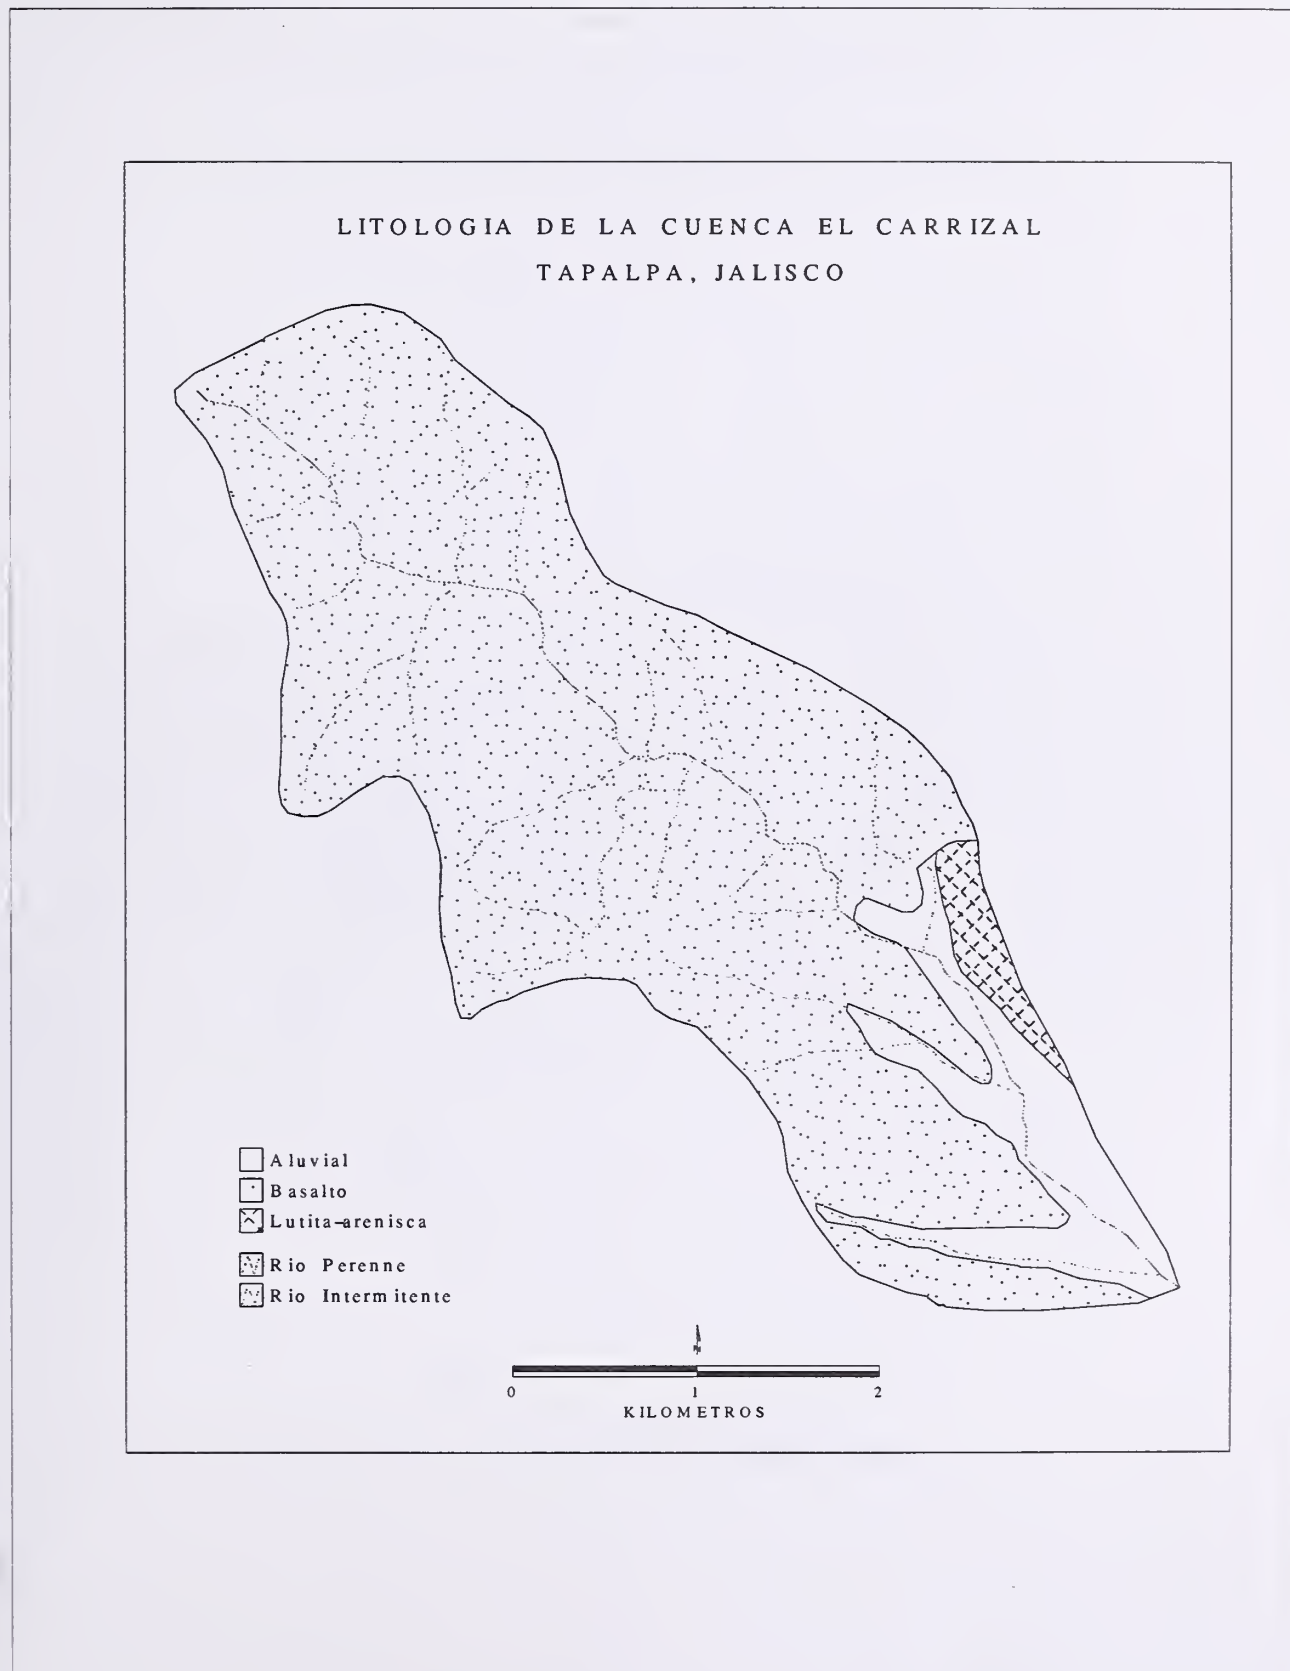 LITOLOGIA DE LA CUENCA EL CARRIZAL
TAPALPA, JALISCO
Aluvial
Basalto
Lutita-arenisca
Rio Perenne
Rio Intermitente
N
0 1 2
KILOMETROS